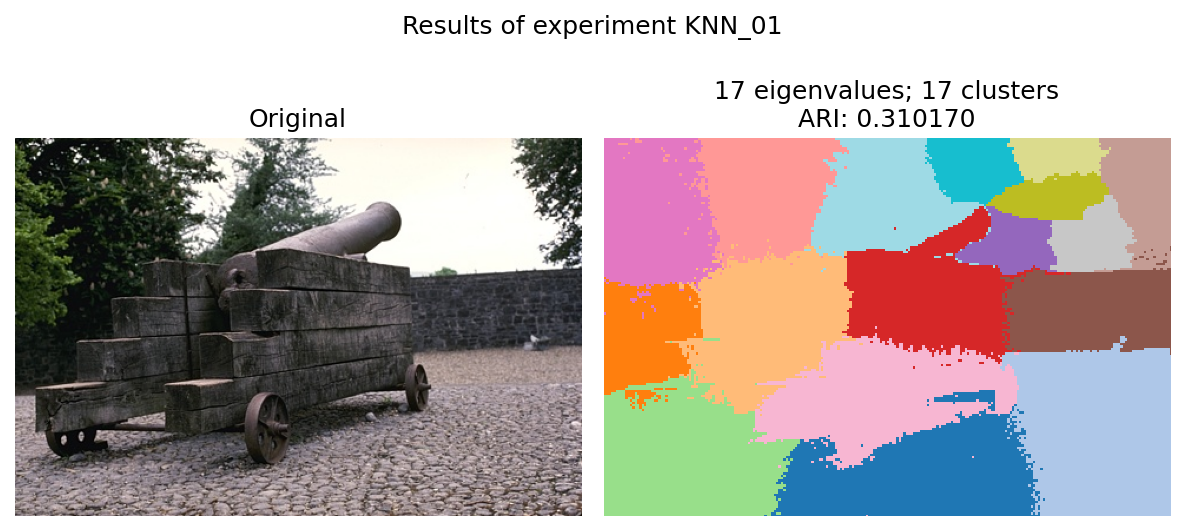 Results of experiment KNN_01
Original
17 eigenvalues; 17 clusters
ARI: 0.310170